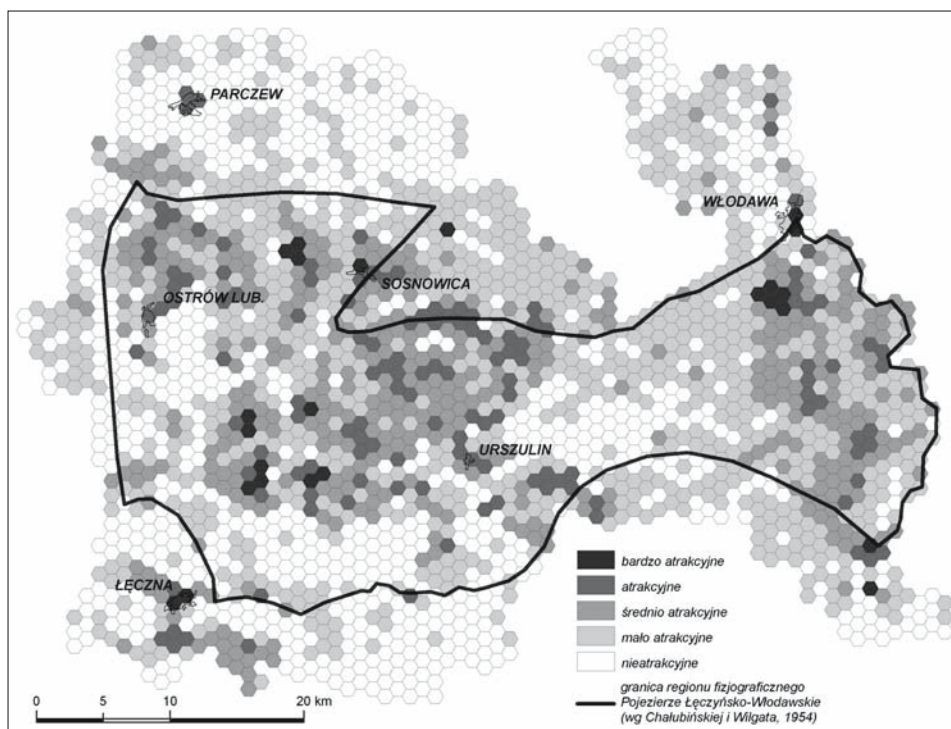 PARCZEW
WŁODAWA
SOSNOWICA
OSTRÓW LUB.
URSZULIN
ŁĘCZNA
bardzo atrakcyjne
atrakcyjne
średnio atrakcyjne
mało atrakcyjne
nieatrakcyjne
granica regionu fizjograficznego
Pojezierze Łęczyńsko-Włodawskie
(wg Chałubińskiej i Wilgata, 1954)
0 5 10 20 km